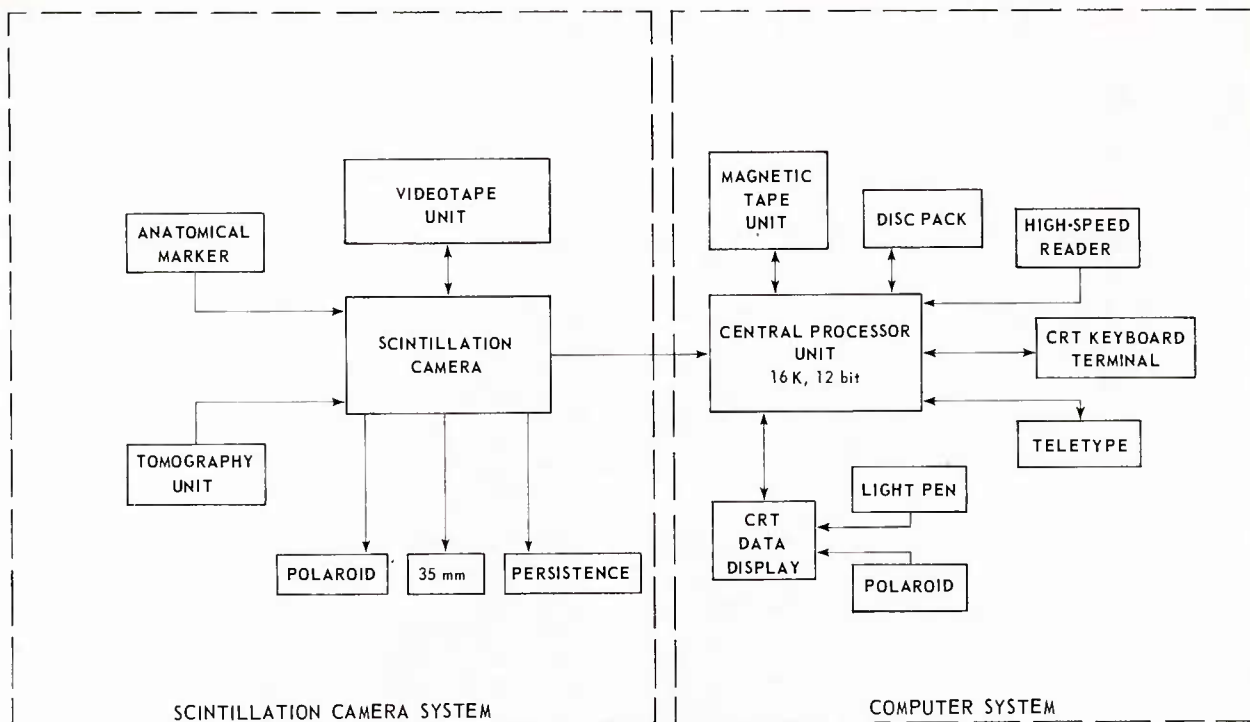 VIDEOTAPE
UNIT
ANATOMICAL
MARKER
SCINTILLATION
CAMERA
TOMOGRAPHY
UNIT
POLAROID
35 mm
PERSISTENCE
SCINTILLATION CAMERA SYSTEM
MAGNETIC
TAPE
UNIT
DISC PACK
HIGH-SPEED
READER
CENTRAL PROCESSOR
UNIT
16K, 12 bit
CRT KEYBOARD
TERMINAL
TELETYPE
LIGHT PEN
CRT
DATA
DISPLAY
POLAROID
COMPUTER SYSTEM